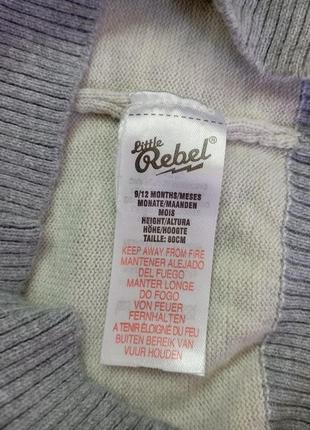 Little
Rebel®
9/12 MONTHS/MESES
MONATE/MAANDEN
MOIS
HEIGHT/ALTURA
HÖHE/HOOGTE
TAILLE: 80CM
KEEP AWAY FROM FIRE
MANTENER ALEJADO
DEL FUEGO
MANTER LONGE
DO FOGO
VON FEUER
FERNHALTEN
A TENIR ÉLOIGNÉ DU FEU
BUITEN BEREIK VAN
VUUR HOUDEN